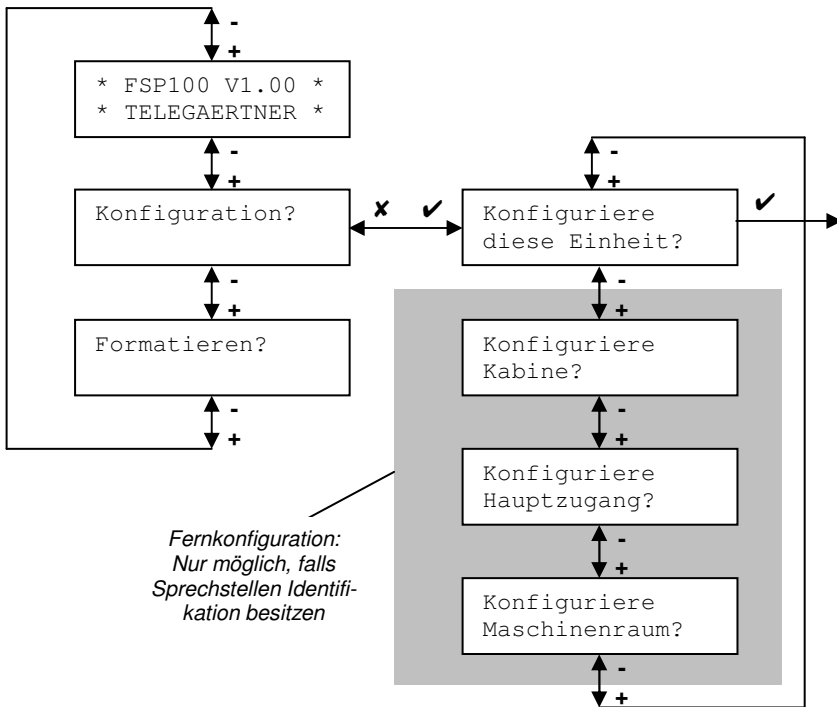 -
+
* FSP100 V1.00 *
* TELEGAERTNER *
-
+
Konfiguration?
✘ ✔
-
+
Formatieren?
-
+
-
+
Konfiguriere
diese Einheit?
✔
-
+
Konfiguriere
Kabine?
-
+
Konfiguriere
Hauptzugang?
-
+
Konfiguriere
Maschinenraum?
-
+
Fernkonfiguration:
Nur möglich, falls
Sprechstellen Identifi-
kation besitzen